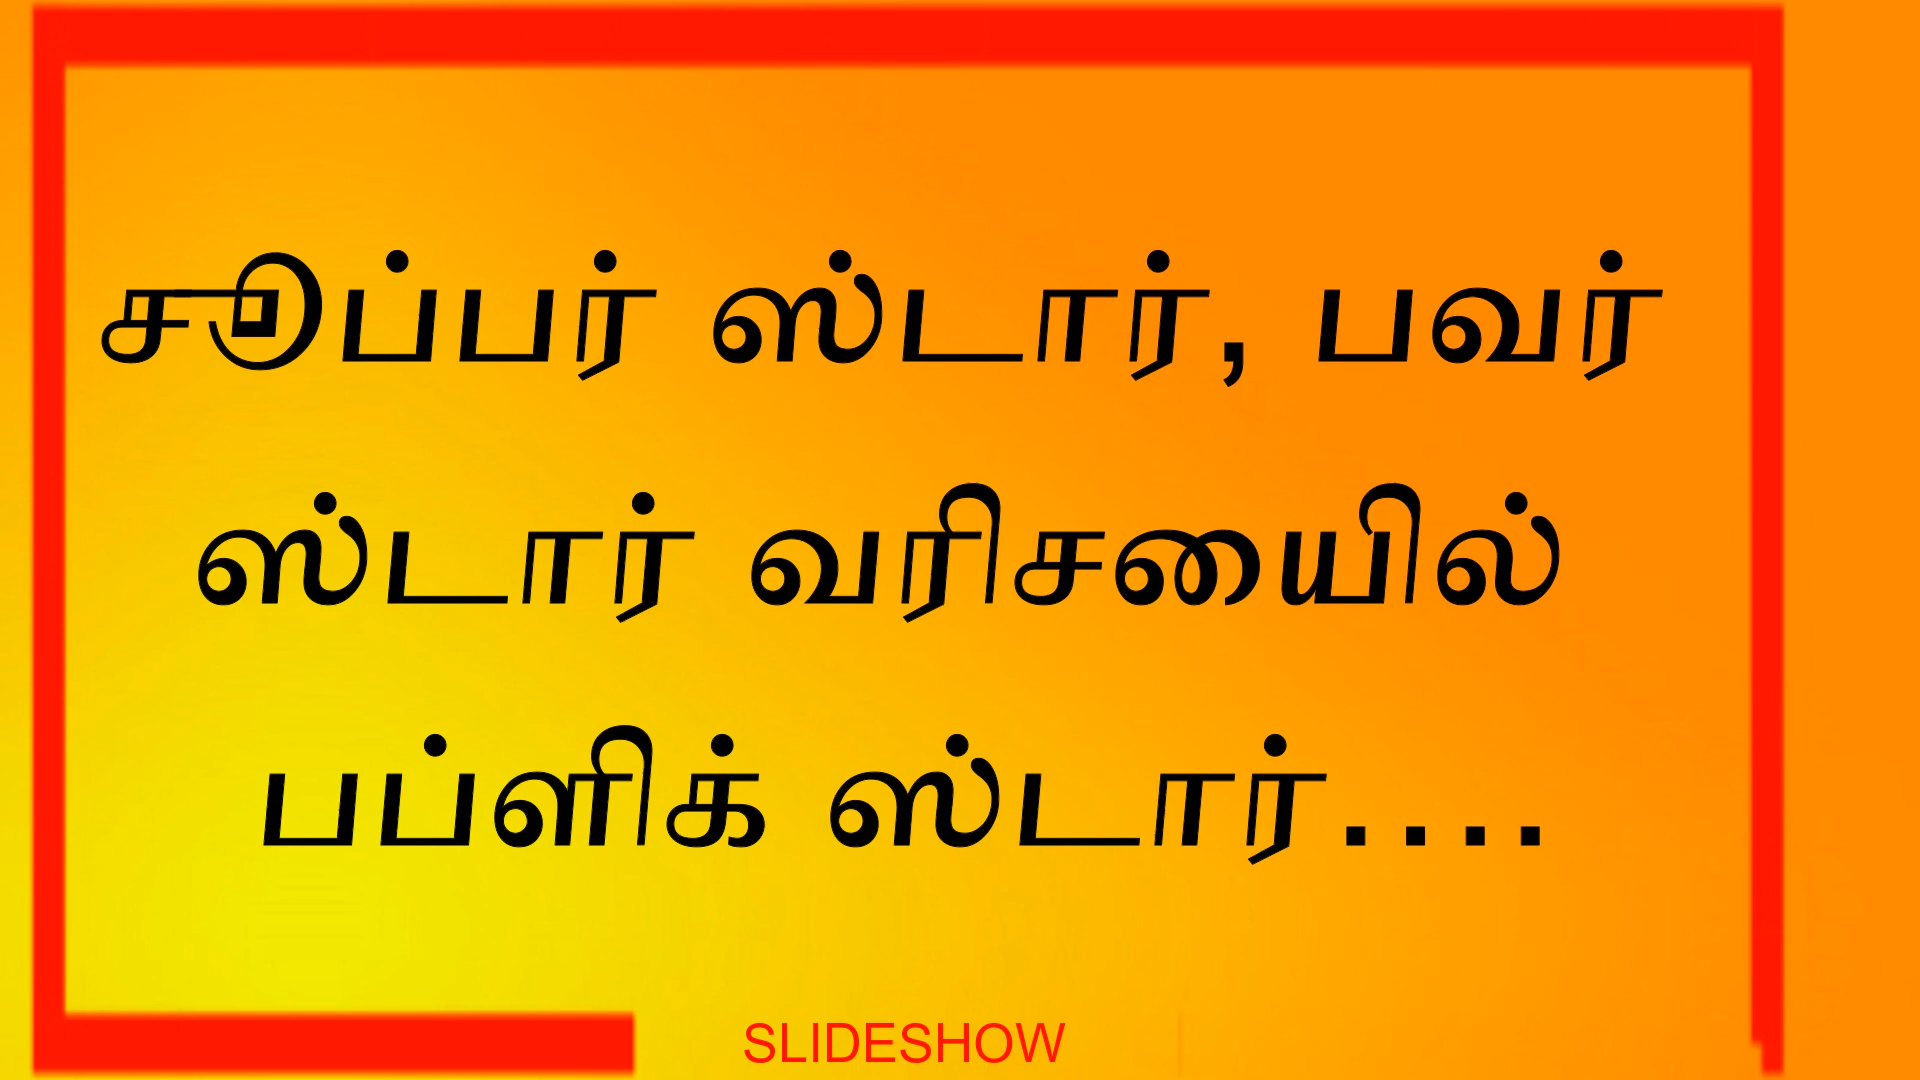 சூப்பர் ஸ்டார், பவர்
ஸ்டார் வரிசையில்
பப்ளிக் ஸ்டார்....
SLIDESHOW